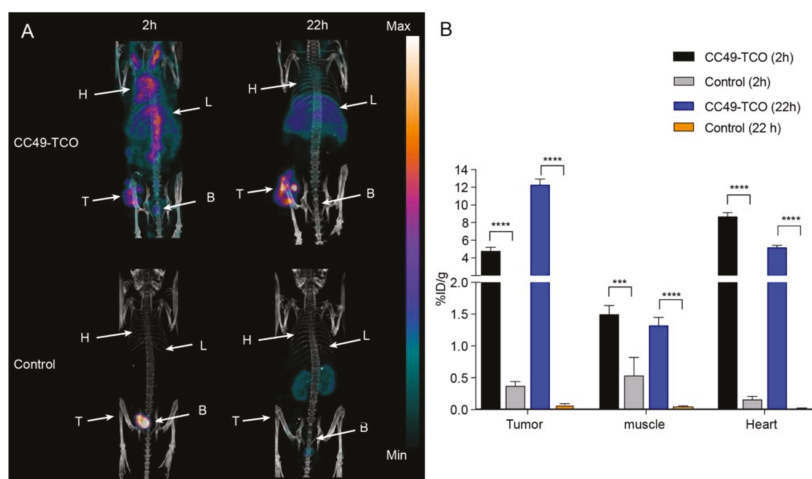 A
2h
22h
Max
H
L
H
L
CC49-TCO
T
B
T
B
H
L
H
L
Control
T
B
T
B
Min
B
CC49-TCO (2h)
Control (2h)
CC49-TCO (22h)
Control (22 h)
%ID/g
14
12
10
8
6
4
2.0
1.5
1.0
0.5
0.0
****
****
***
****
****
****
Tumor
muscle
Heart